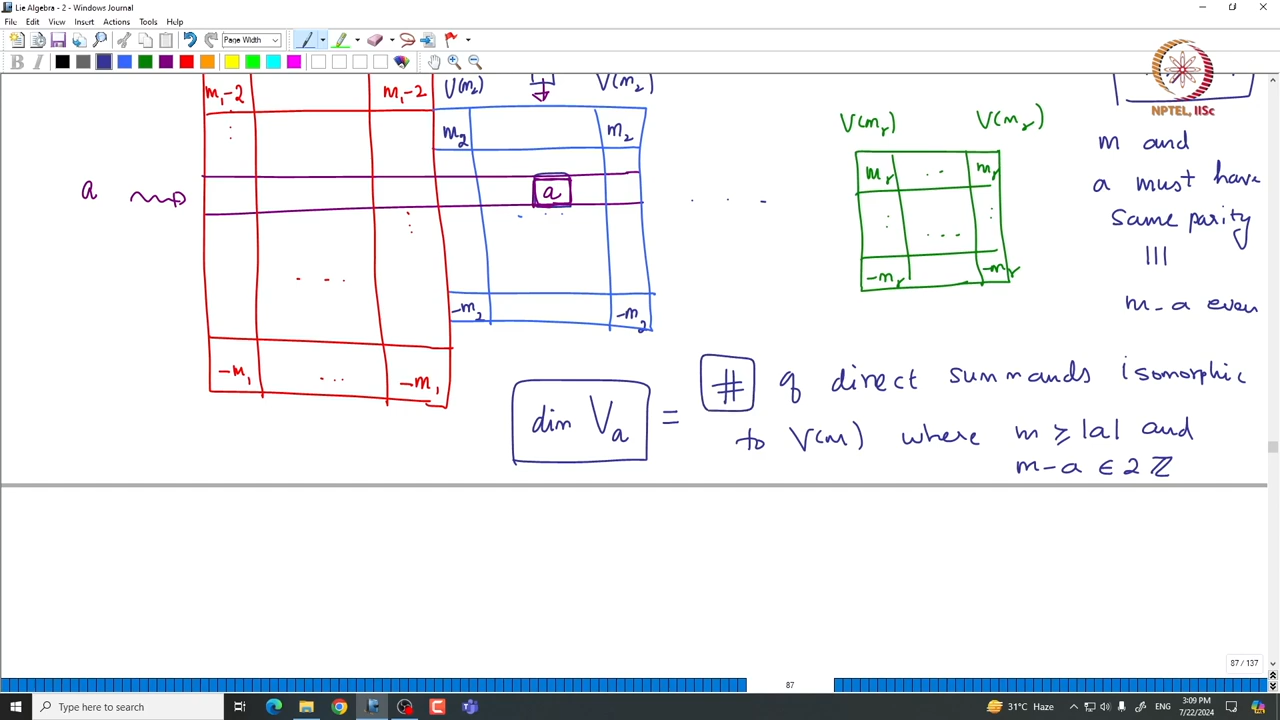 Lie Algebra - 2 - Windows Journal
File Edit View Insert Actions Tools Help
Page Width
B I
NPTEL, IISc
m₁-2 m₁-2 V(m₂) V(m₂)
⋮ m₂ m₂
a a
⋮ ...
... -m₂ -m₂
-m₁ ... -m₁
. . .
V(mᵣ) V(mᵣ)
mᵣ .. mᵣ
⋮ ... ⋮
-mᵣ -mᵣ
m and
a must have
same parity
|||
m-a even
dim Vₐ = # of direct summands isomorphic
to V(m) where m ≥ |a| and
m-a ∈ 2ℤ
87 / 137
87
Type here to search
31°C Haze
ENG
3:09 PM
7/22/2024